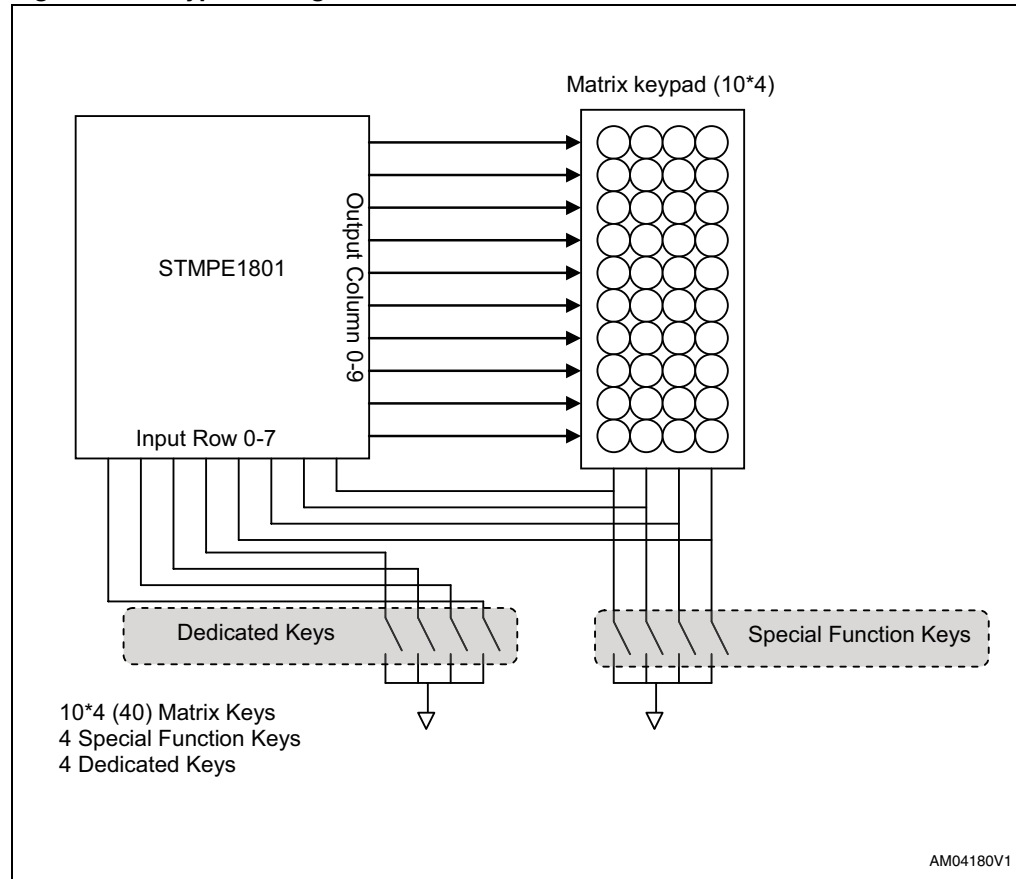 Matrix keypad (10*4)
STMPE1801
Output Column 0-9
Input Row 0-7
Dedicated Keys
Special Function Keys
10*4 (40) Matrix Keys
4 Special Function Keys
4 Dedicated Keys
AM04180V1